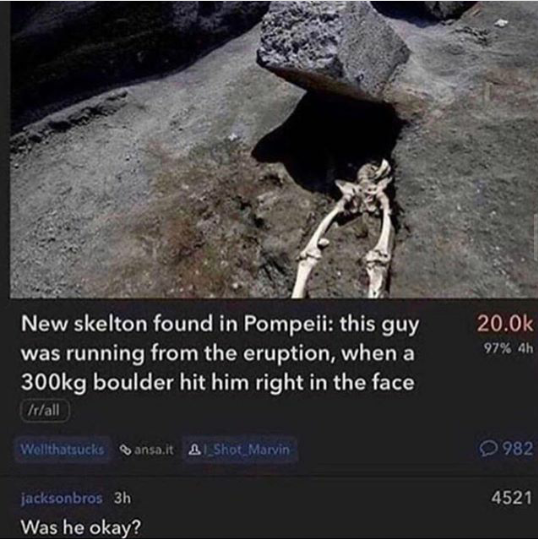 New skelton found in Pompeii: this guy
was running from the eruption, when a
300kg boulder hit him right in the face
20.0k
97% 4h
/r/all
Wellthatsucks ansa.it I_Shot_Marvin 982
jacksonbros 3h 4521
Was he okay?